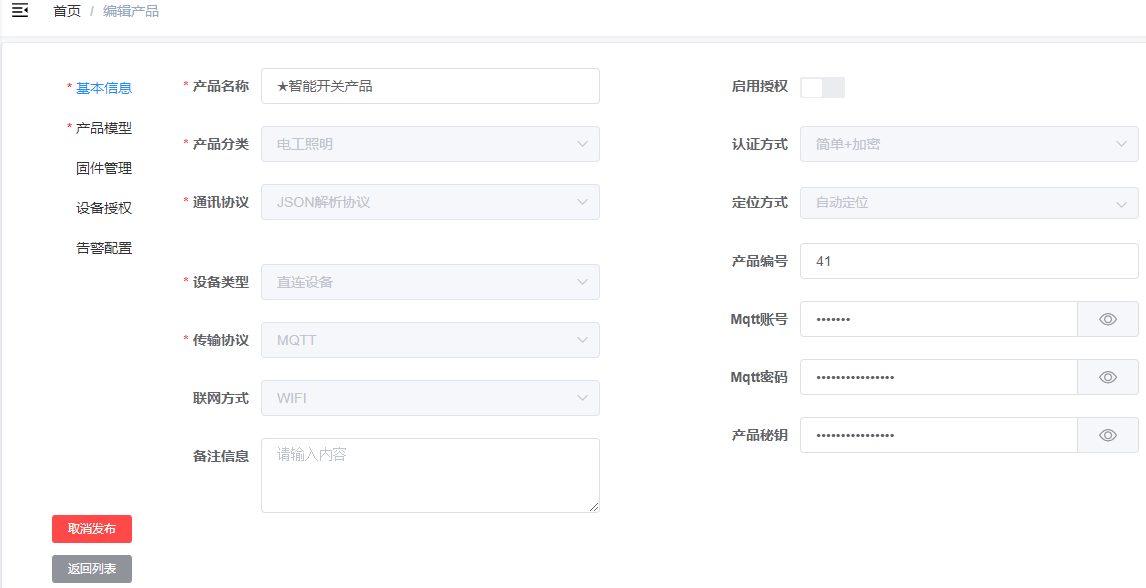 首页 / 编辑产品
* 基本信息
* 产品模型
固件管理
设备授权
告警配置
取消发布
返回列表
* 产品名称 ★智能开关产品
* 产品分类 电工照明
* 通讯协议 JSON解析协议
* 设备类型 直连设备
* 传输协议 MQTT
联网方式 WIFI
备注信息 请输入内容
启用授权
认证方式 简单+加密
定位方式 自动定位
产品编号 41
Mqtt账号 •••••••
Mqtt密码 ••••••••••••••••
产品秘钥 ••••••••••••••••